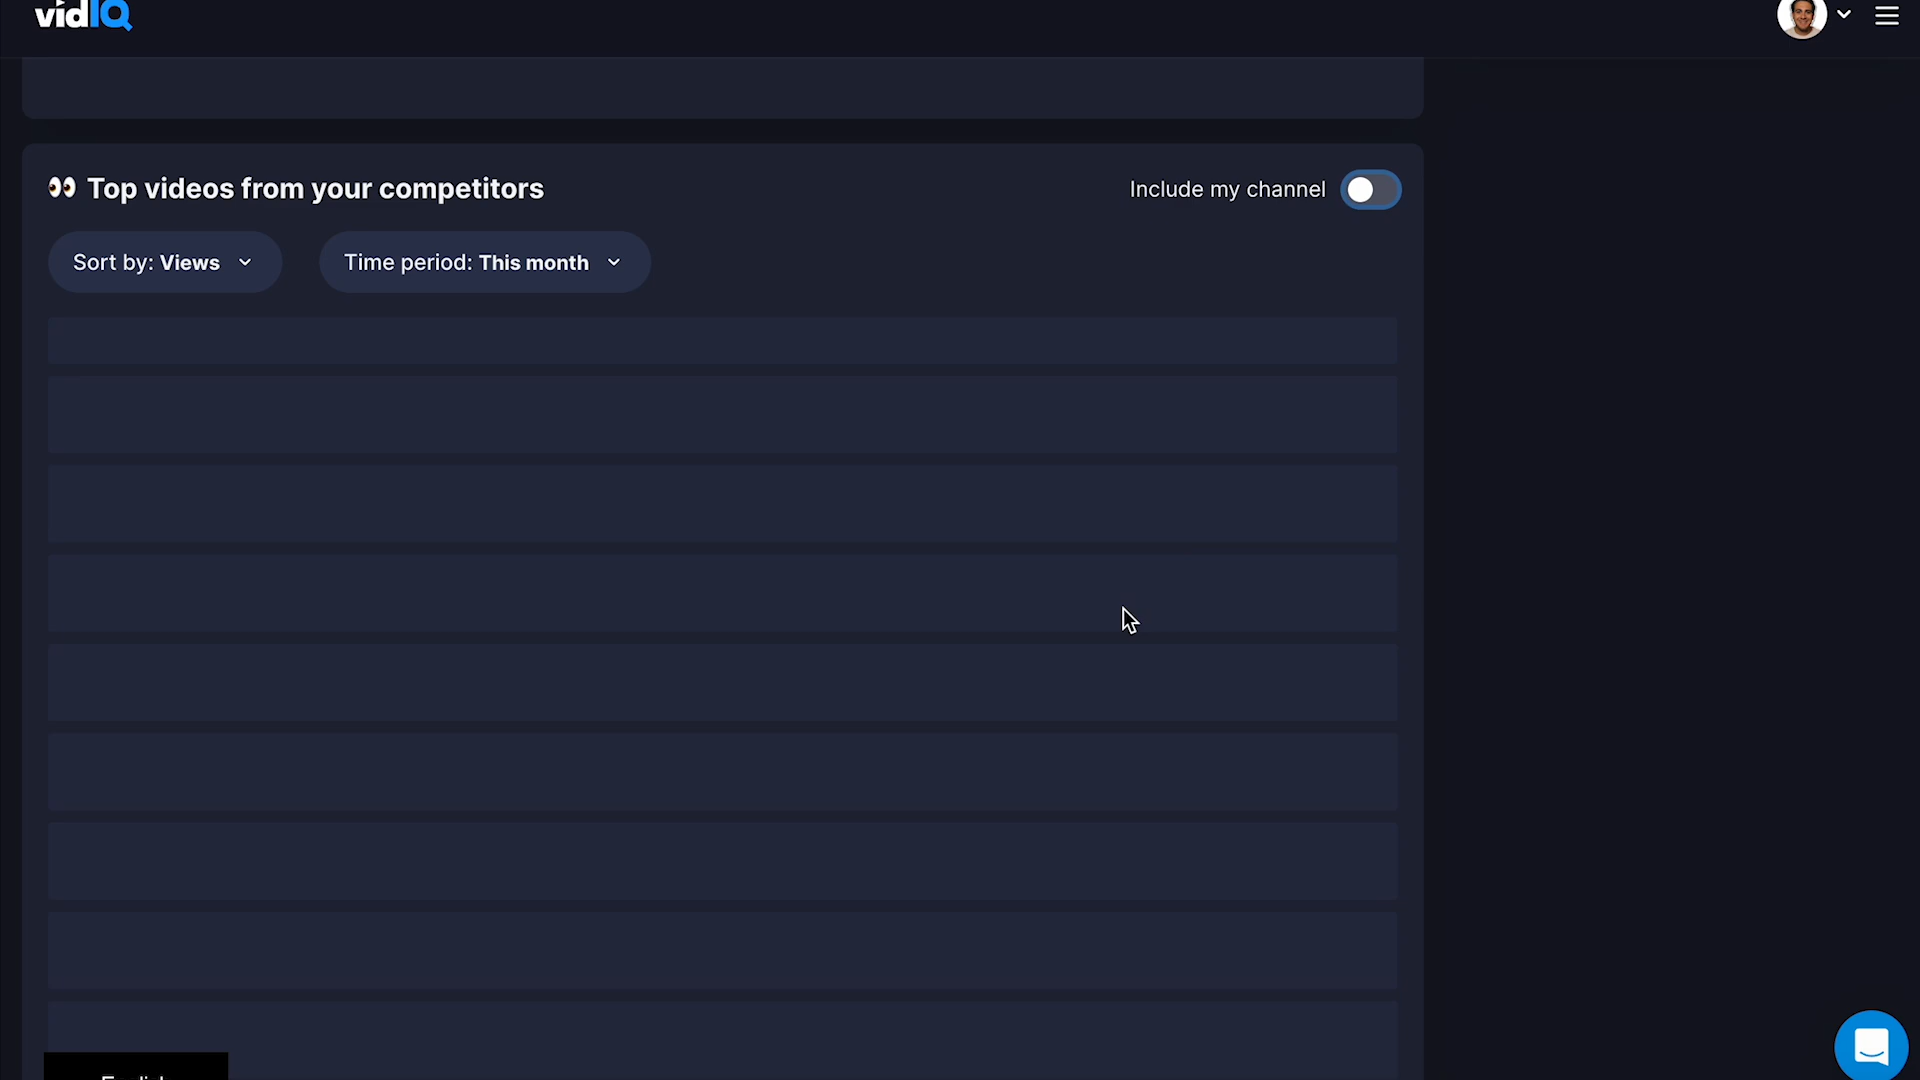 vidIQ
👀 Top videos from your competitors
Include my channel
Sort by: Views
Time period: This month